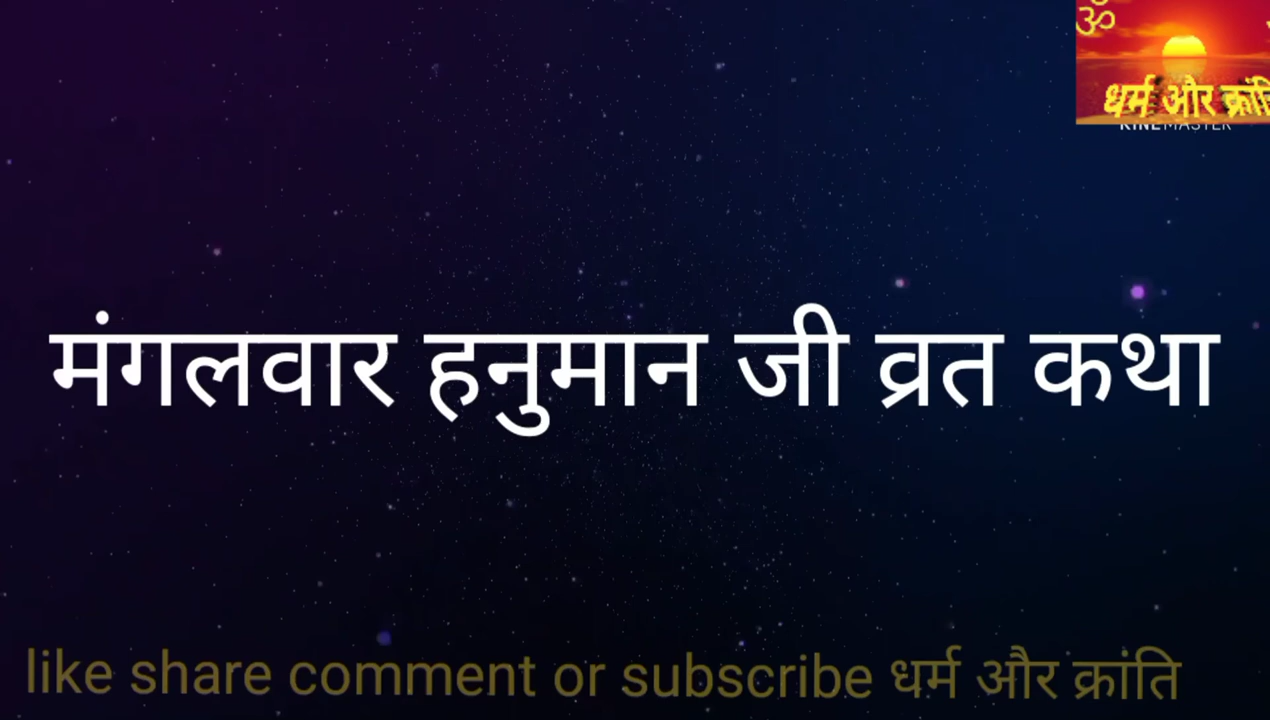 ॐ
धर्म और क्रांति
KINEMASTER
मंगलवार हनुमान जी व्रत कथा
like share comment or subscribe धर्म और क्रांति